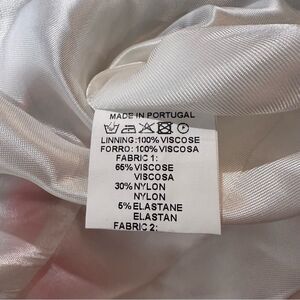 MADE IN PORTUGAL
LINNING:100% VISCOSE
FORRO: 100% VISCOSA
FABRIC 1:
65% VISCOSE
VISCOSA
30% NYLON
NYLON
5% ELASTANE
ELASTAN
FABRIC 2: